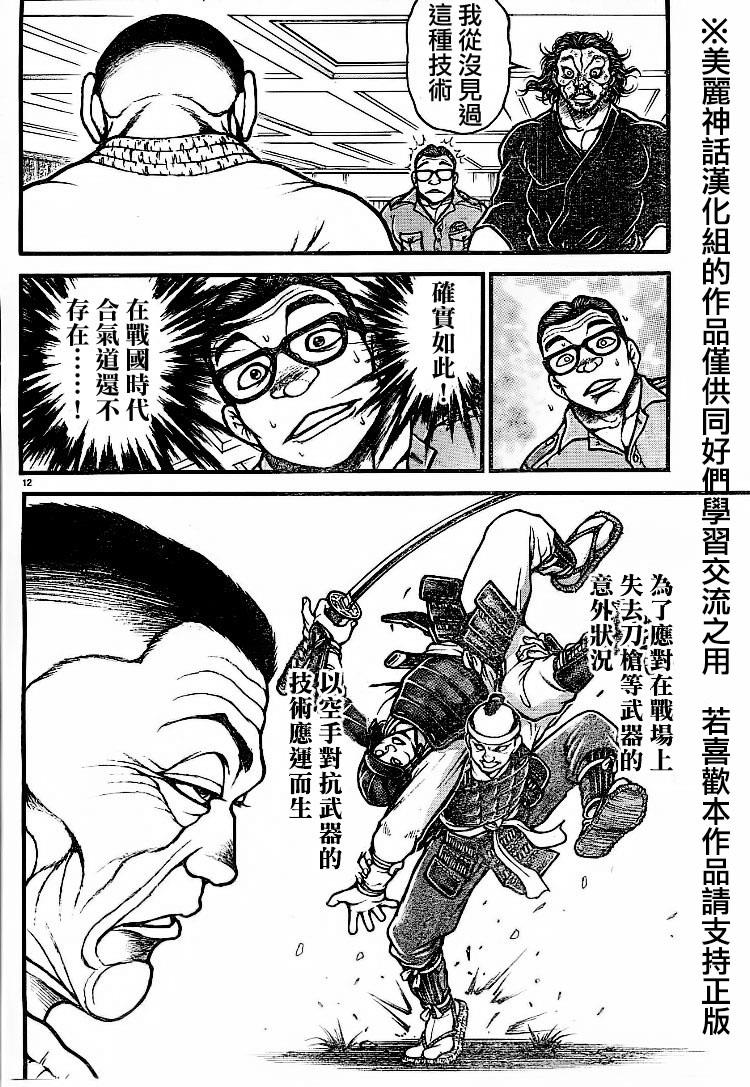 ※美麗神話漢化組的作品僅供同好們學習交流之用　若喜歡本作品請支持正版
我從沒見過
這種技術
確實如此！
在戰國時代
合氣道還不
存在……！
12
為了應對在戰場上
失去刀槍等武器的
意外狀況
以空手對抗武器的
技術應運而生